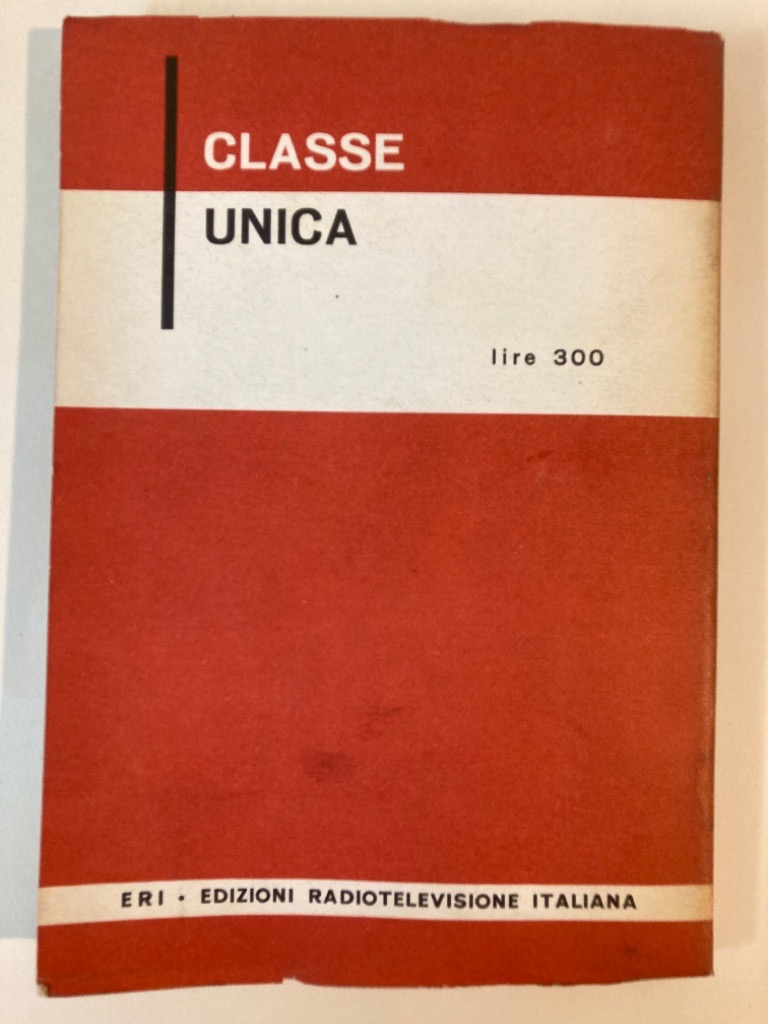 CLASSE
UNICA
lire 300
ERI • EDIZIONI RADIOTELEVISIONE ITALIANA